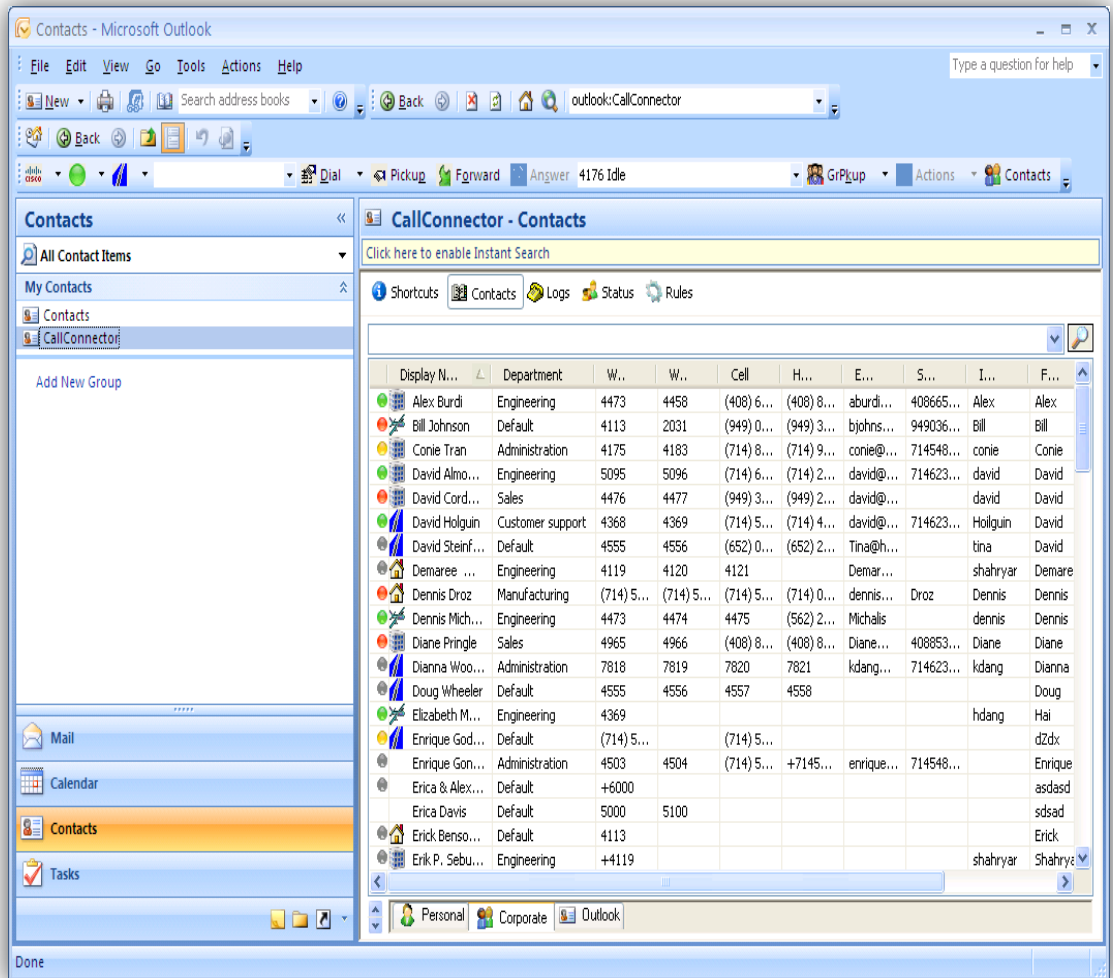 Contacts - Microsoft Outlook
File Edit View Go Tools Actions Help Type a question for help
New Search address books Back outlook:CallConnector
Back
cisco Dial Pickup Forward Answer 4176 Idle GrPkup Actions Contacts
Contacts «
All Contact Items
My Contacts
Contacts
CallConnector
Add New Group
Mail
Calendar
Contacts
Tasks
CallConnector - Contacts
Click here to enable Instant Search
Shortcuts Contacts Logs Status Rules
Display N... Department W.. W.. Cell H... E... S... I... F...
Alex Burdi Engineering 4473 4458 (408) 6... (408) 8... aburdi... 408665... Alex Alex
Bill Johnson Default 4113 2031 (949) 0... (949) 3... bjohns... 949036... Bill Bill
Conie Tran Administration 4175 4183 (714) 8... (714) 9... conie@... 714548... conie Conie
David Almo... Engineering 5095 5096 (714) 6... (714) 2... david@... 714623... david David
David Cord... Sales 4476 4477 (949) 3... (949) 2... david@... david David
David Holguin Customer support 4368 4369 (714) 5... (714) 4... david@... 714623... Hoilguin David
David Steinf... Default 4555 4556 (652) 0... (652) 2... Tina@h... tina David
Demaree ... Engineering 4119 4120 4121 Demar... shahryar Demare
Dennis Droz Manufacturing (714) 5... (714) 5... (714) 5... (714) 0... dennis... Droz Dennis Dennis
Dennis Mich... Engineering 4473 4474 4475 (562) 2... Michalis dennis Dennis
Diane Pringle Sales 4965 4966 (408) 8... (408) 8... Diane... 408853... Diane Diane
Dianna Woo... Administration 7818 7819 7820 7821 kdang... 714623... kdang Dianna
Doug Wheeler Default 4555 4556 4557 4558 Doug
Elizabeth M... Engineering 4369 hdang Hai
Enrique God... Default (714) 5... (714) 5... dZdx
Enrique Gon... Administration 4503 4504 (714) 5... +7145... enrique... 714548... Enrique
Erica & Alex... Default +6000 asdasd
Erica Davis Default 5000 5100 sdsad
Erick Benso... Default 4113 Erick
Erik P. Sebu... Engineering +4119 shahryar Shahrya
Personal Corporate Outlook
Done